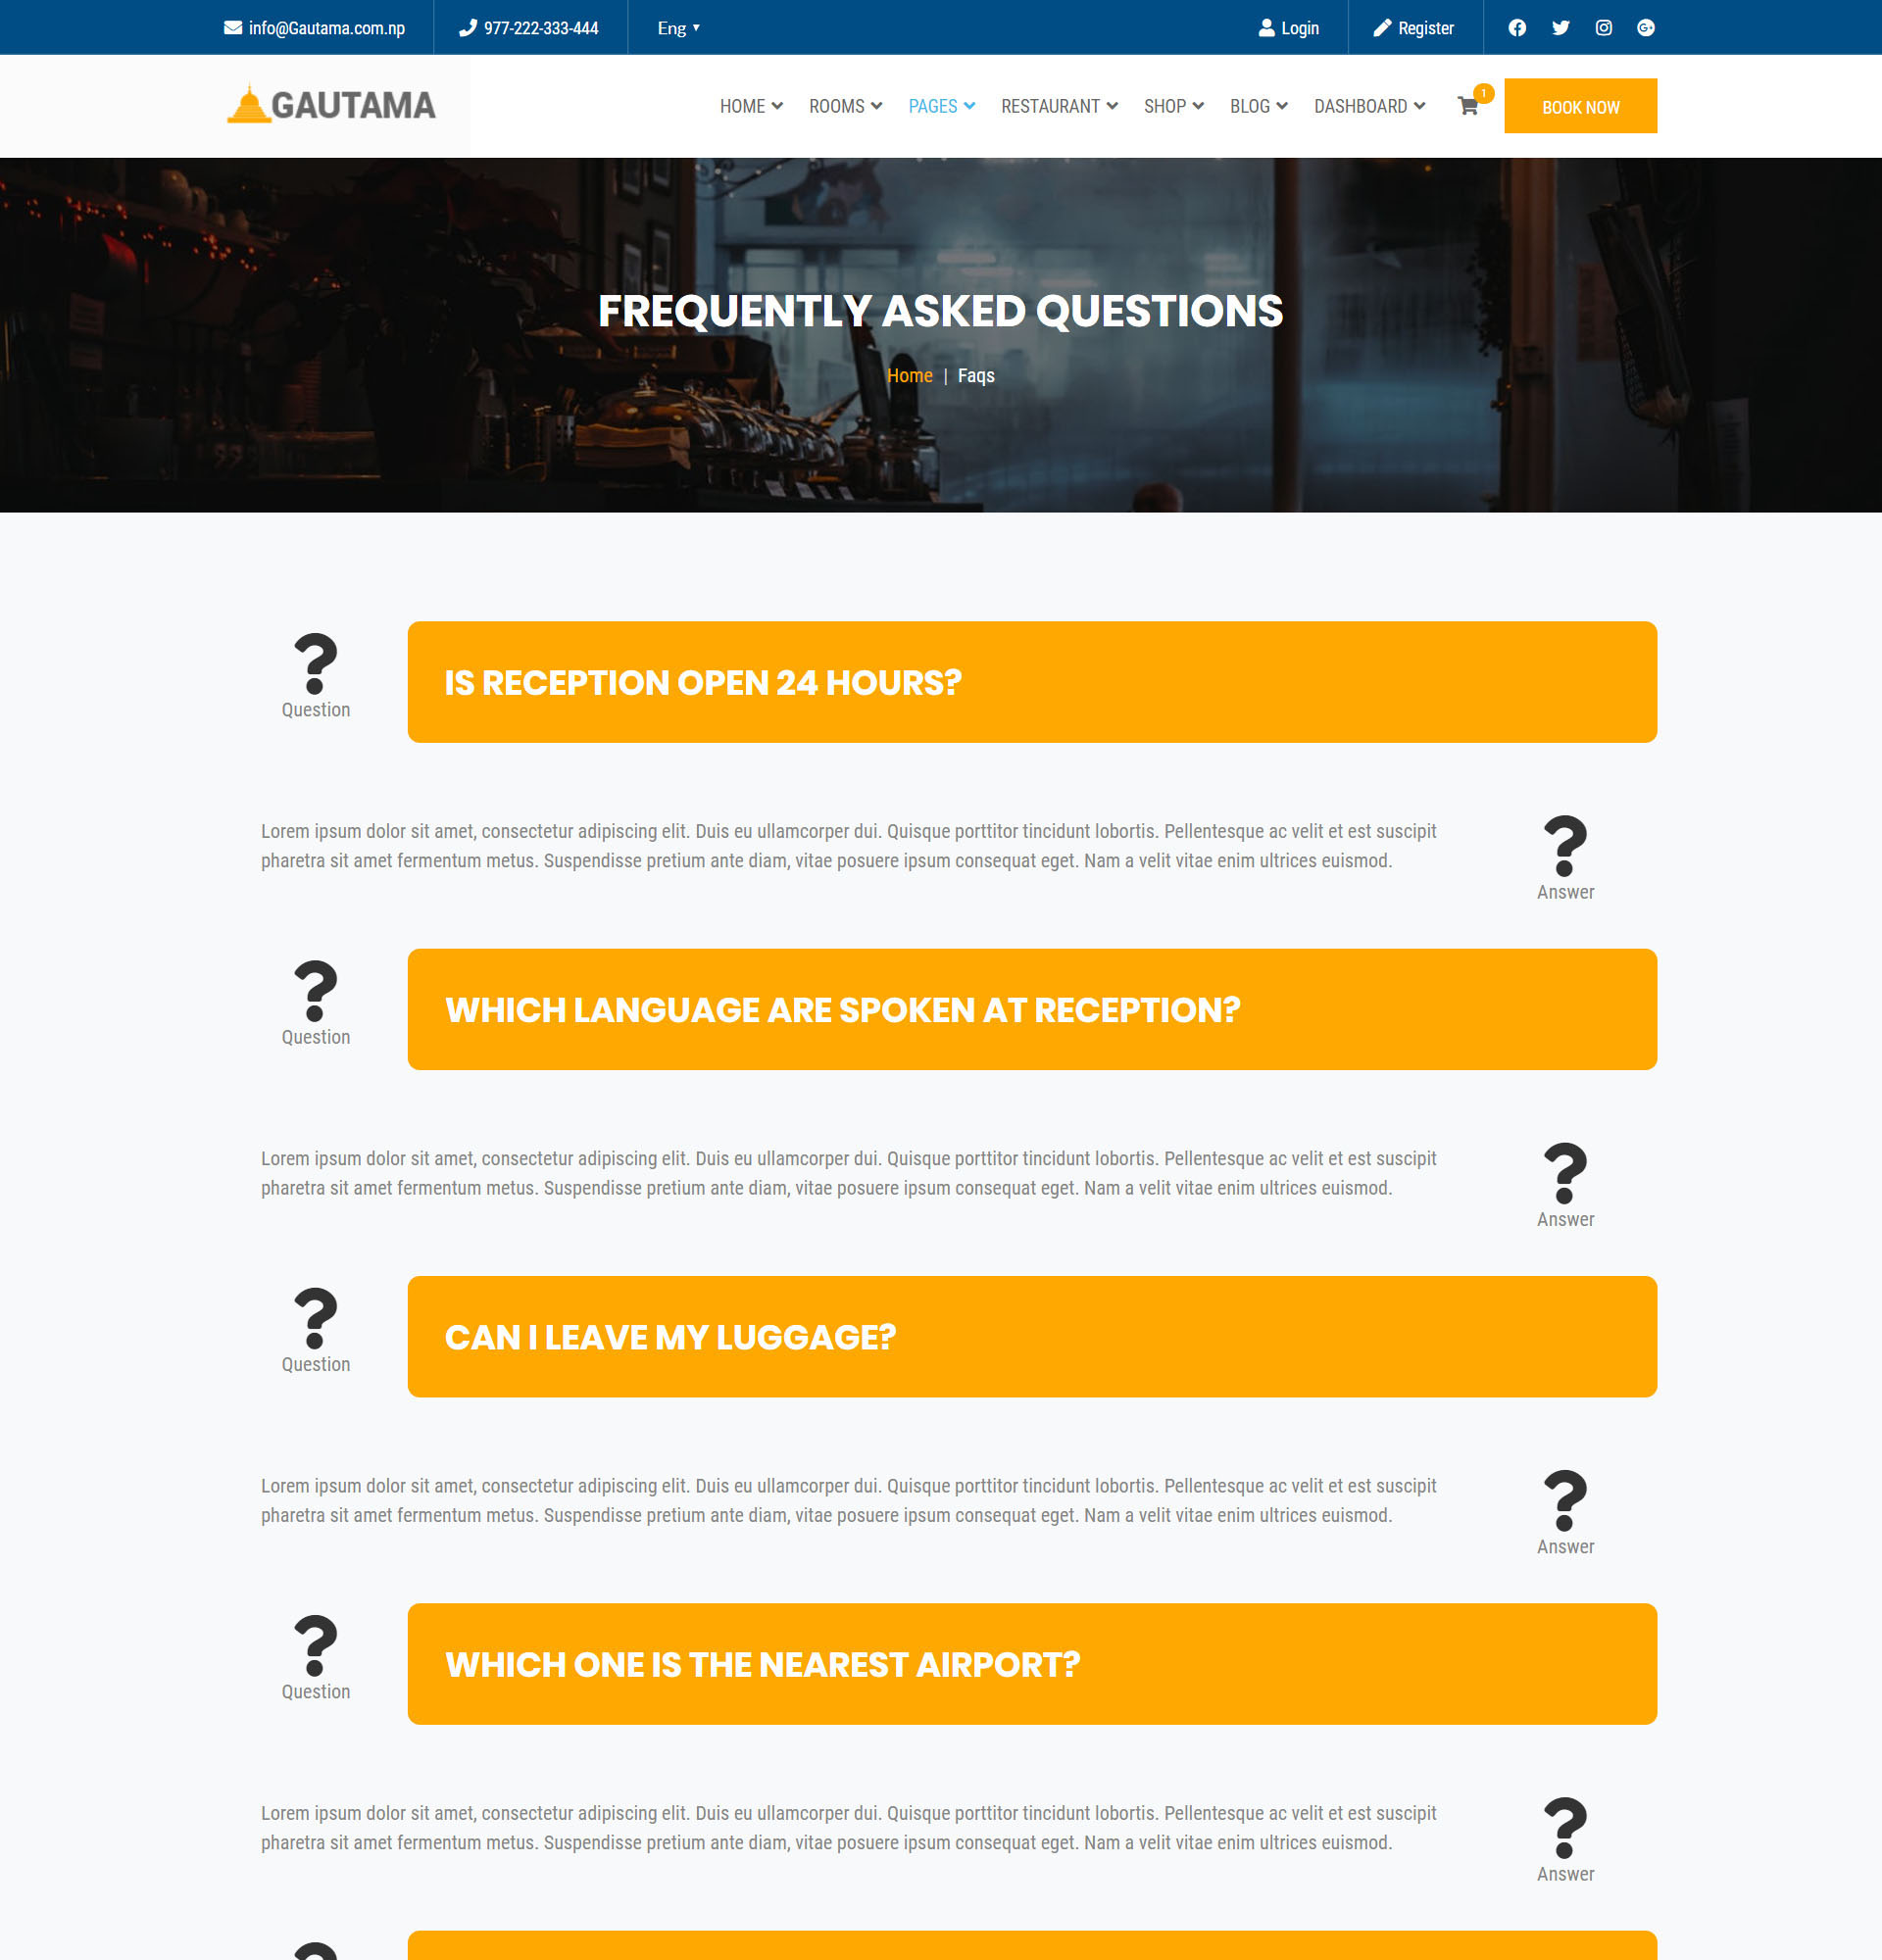 info@Gautama.com.np
977-222-333-444
Eng
Login
Register
GAUTAMA
HOME
ROOMS
PAGES
RESTAURANT
SHOP
BLOG
DASHBOARD
1
BOOK NOW
FREQUENTLY ASKED QUESTIONS
Home | Faqs
Question
IS RECEPTION OPEN 24 HOURS?
Lorem ipsum dolor sit amet, consectetur adipiscing elit. Duis eu ullamcorper dui. Quisque porttitor tincidunt lobortis. Pellentesque ac velit et est suscipit
pharetra sit amet fermentum metus. Suspendisse pretium ante diam, vitae posuere ipsum consequat eget. Nam a velit vitae enim ultrices euismod.
Answer
Question
WHICH LANGUAGE ARE SPOKEN AT RECEPTION?
Lorem ipsum dolor sit amet, consectetur adipiscing elit. Duis eu ullamcorper dui. Quisque porttitor tincidunt lobortis. Pellentesque ac velit et est suscipit
pharetra sit amet fermentum metus. Suspendisse pretium ante diam, vitae posuere ipsum consequat eget. Nam a velit vitae enim ultrices euismod.
Answer
Question
CAN I LEAVE MY LUGGAGE?
Lorem ipsum dolor sit amet, consectetur adipiscing elit. Duis eu ullamcorper dui. Quisque porttitor tincidunt lobortis. Pellentesque ac velit et est suscipit
pharetra sit amet fermentum metus. Suspendisse pretium ante diam, vitae posuere ipsum consequat eget. Nam a velit vitae enim ultrices euismod.
Answer
Question
WHICH ONE IS THE NEAREST AIRPORT?
Lorem ipsum dolor sit amet, consectetur adipiscing elit. Duis eu ullamcorper dui. Quisque porttitor tincidunt lobortis. Pellentesque ac velit et est suscipit
pharetra sit amet fermentum metus. Suspendisse pretium ante diam, vitae posuere ipsum consequat eget. Nam a velit vitae enim ultrices euismod.
Answer